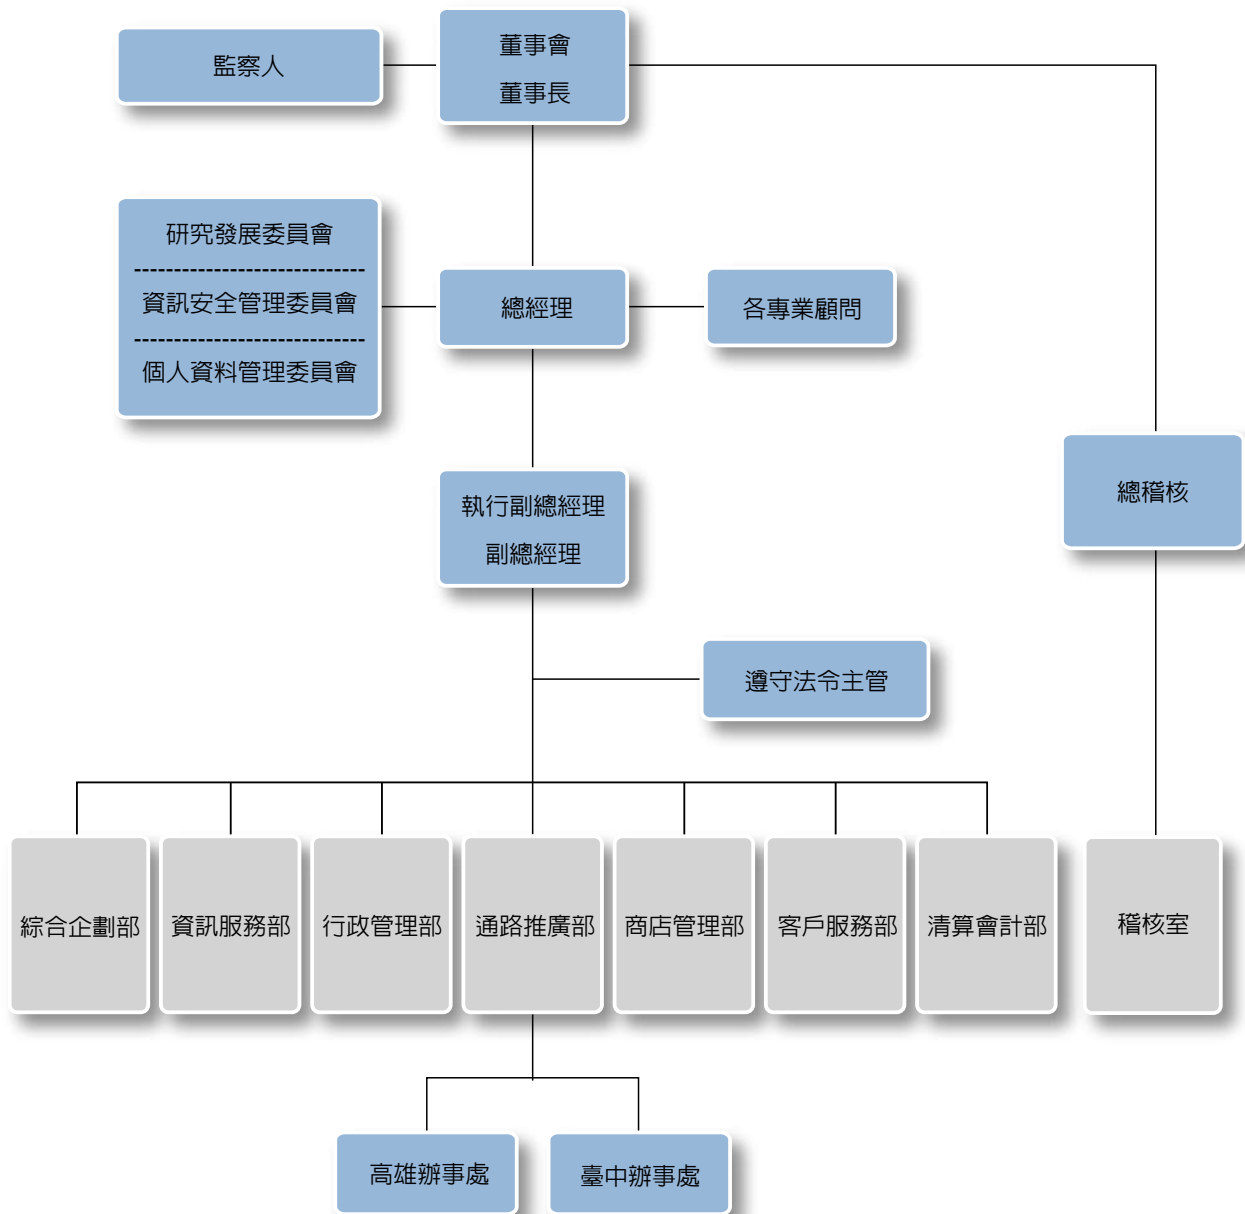 董事會
董事長
監察人
研究發展委員會
資訊安全管理委員會
個人資料管理委員會
總經理
各專業顧問
執行副總經理
副總經理
總稽核
遵守法令主管
綜合企劃部
資訊服務部
行政管理部
通路推廣部
商店管理部
客戶服務部
清算會計部
稽核室
高雄辦事處
臺中辦事處